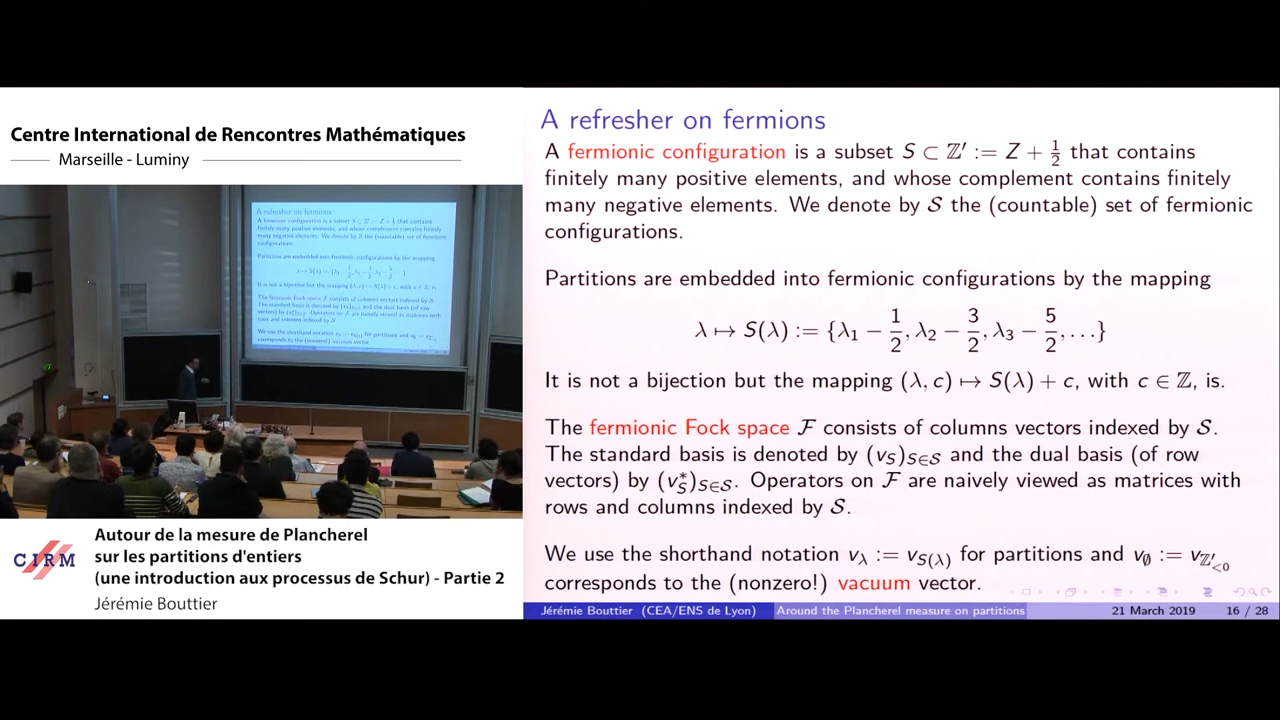 Centre International de Rencontres Mathématiques
Marseille - Luminy
A refresher on fermions
A fermionic configuration is a subset S ⊂ ℤ′ := Z + 1/2 that contains
finitely many positive elements, and whose complement contains finitely
many negative elements. We denote by 𝒮 the (countable) set of fermionic
configurations.
Partitions are embedded into fermionic configurations by the mapping
λ ↦ S(λ) := {λ₁ − 1/2, λ₂ − 3/2, λ₃ − 5/2, . . .}
It is not a bijection but the mapping (λ, c) ↦ S(λ) + c, with c ∈ ℤ, is.
The fermionic Fock space ℱ consists of columns vectors indexed by 𝒮.
The standard basis is denoted by (v_S)_{S∈𝒮} and the dual basis (of row
vectors) by (v*_S)_{S∈𝒮}. Operators on ℱ are naively viewed as matrices with
rows and columns indexed by 𝒮.
We use the shorthand notation v_λ := v_{S(λ)} for partitions and v_∅ := v_{ℤ′_{<0}}
corresponds to the (nonzero!) vacuum vector.
Jérémie Bouttier (CEA/ENS de Lyon) Around the Plancherel measure on partitions 21 March 2019 16 / 28
CIRM
Autour de la mesure de Plancherel
sur les partitions d'entiers
(une introduction aux processus de Schur) - Partie 2
Jérémie Bouttier